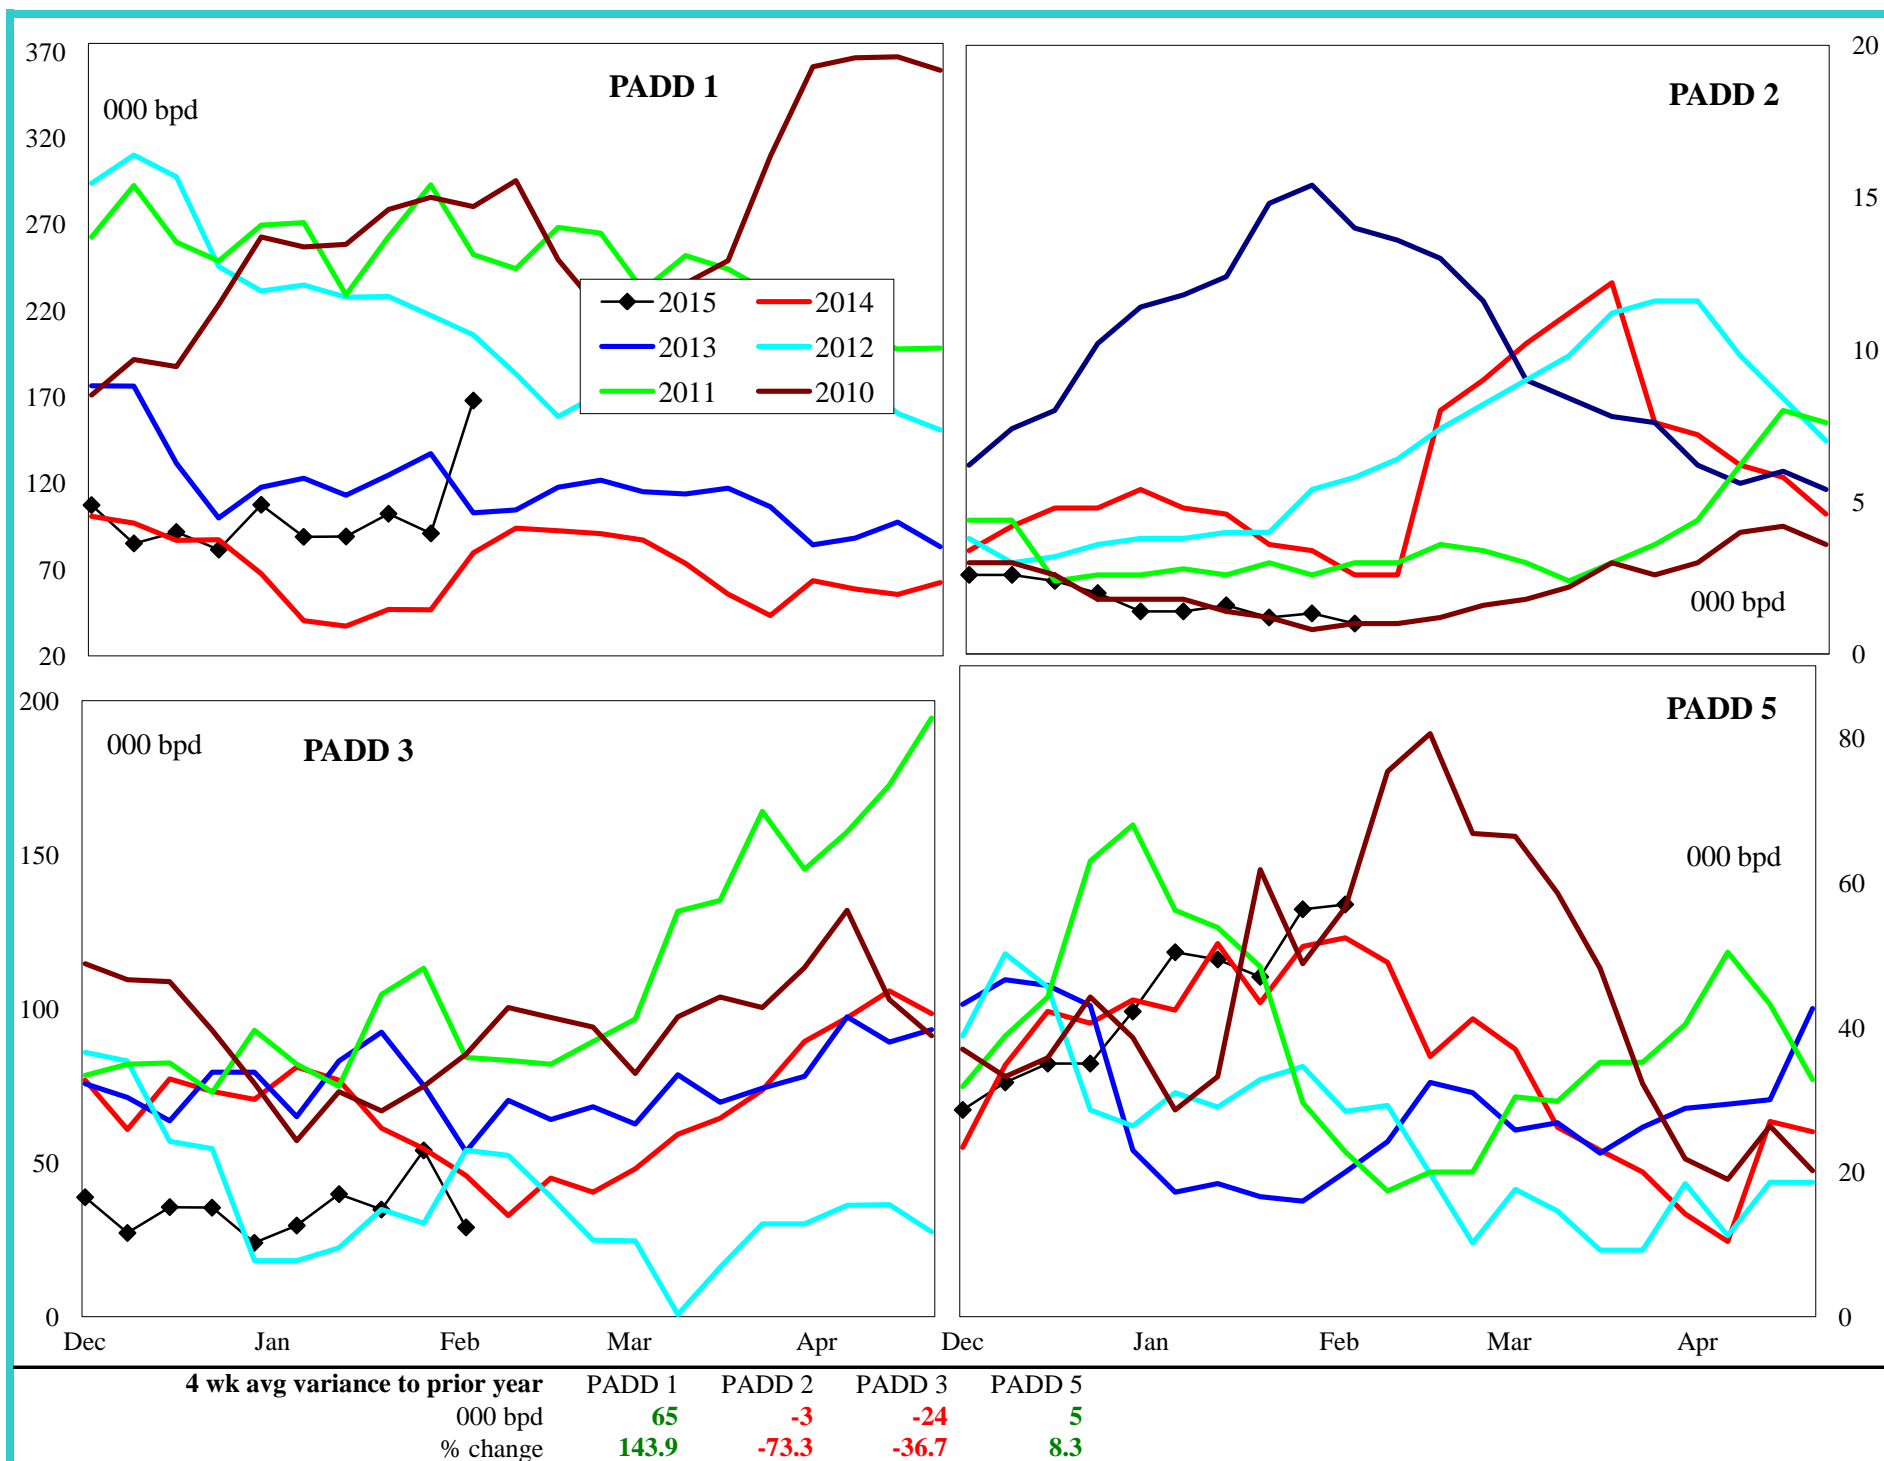 PADD 1
000 bpd
370
320
270
220
170
120
70
20
2015 2014
2013 2012
2011 2010
PADD 2
000 bpd
20
15
10
5
0
PADD 3
000 bpd
200
150
100
50
0
Dec Jan Feb Mar Apr
PADD 5
000 bpd
80
60
40
20
0
Dec Jan Feb Mar Apr
4 wk avg variance to prior year PADD 1 PADD 2 PADD 3 PADD 5
000 bpd 65 -3 -24 5
% change 143.9 -73.3 -36.7 8.3